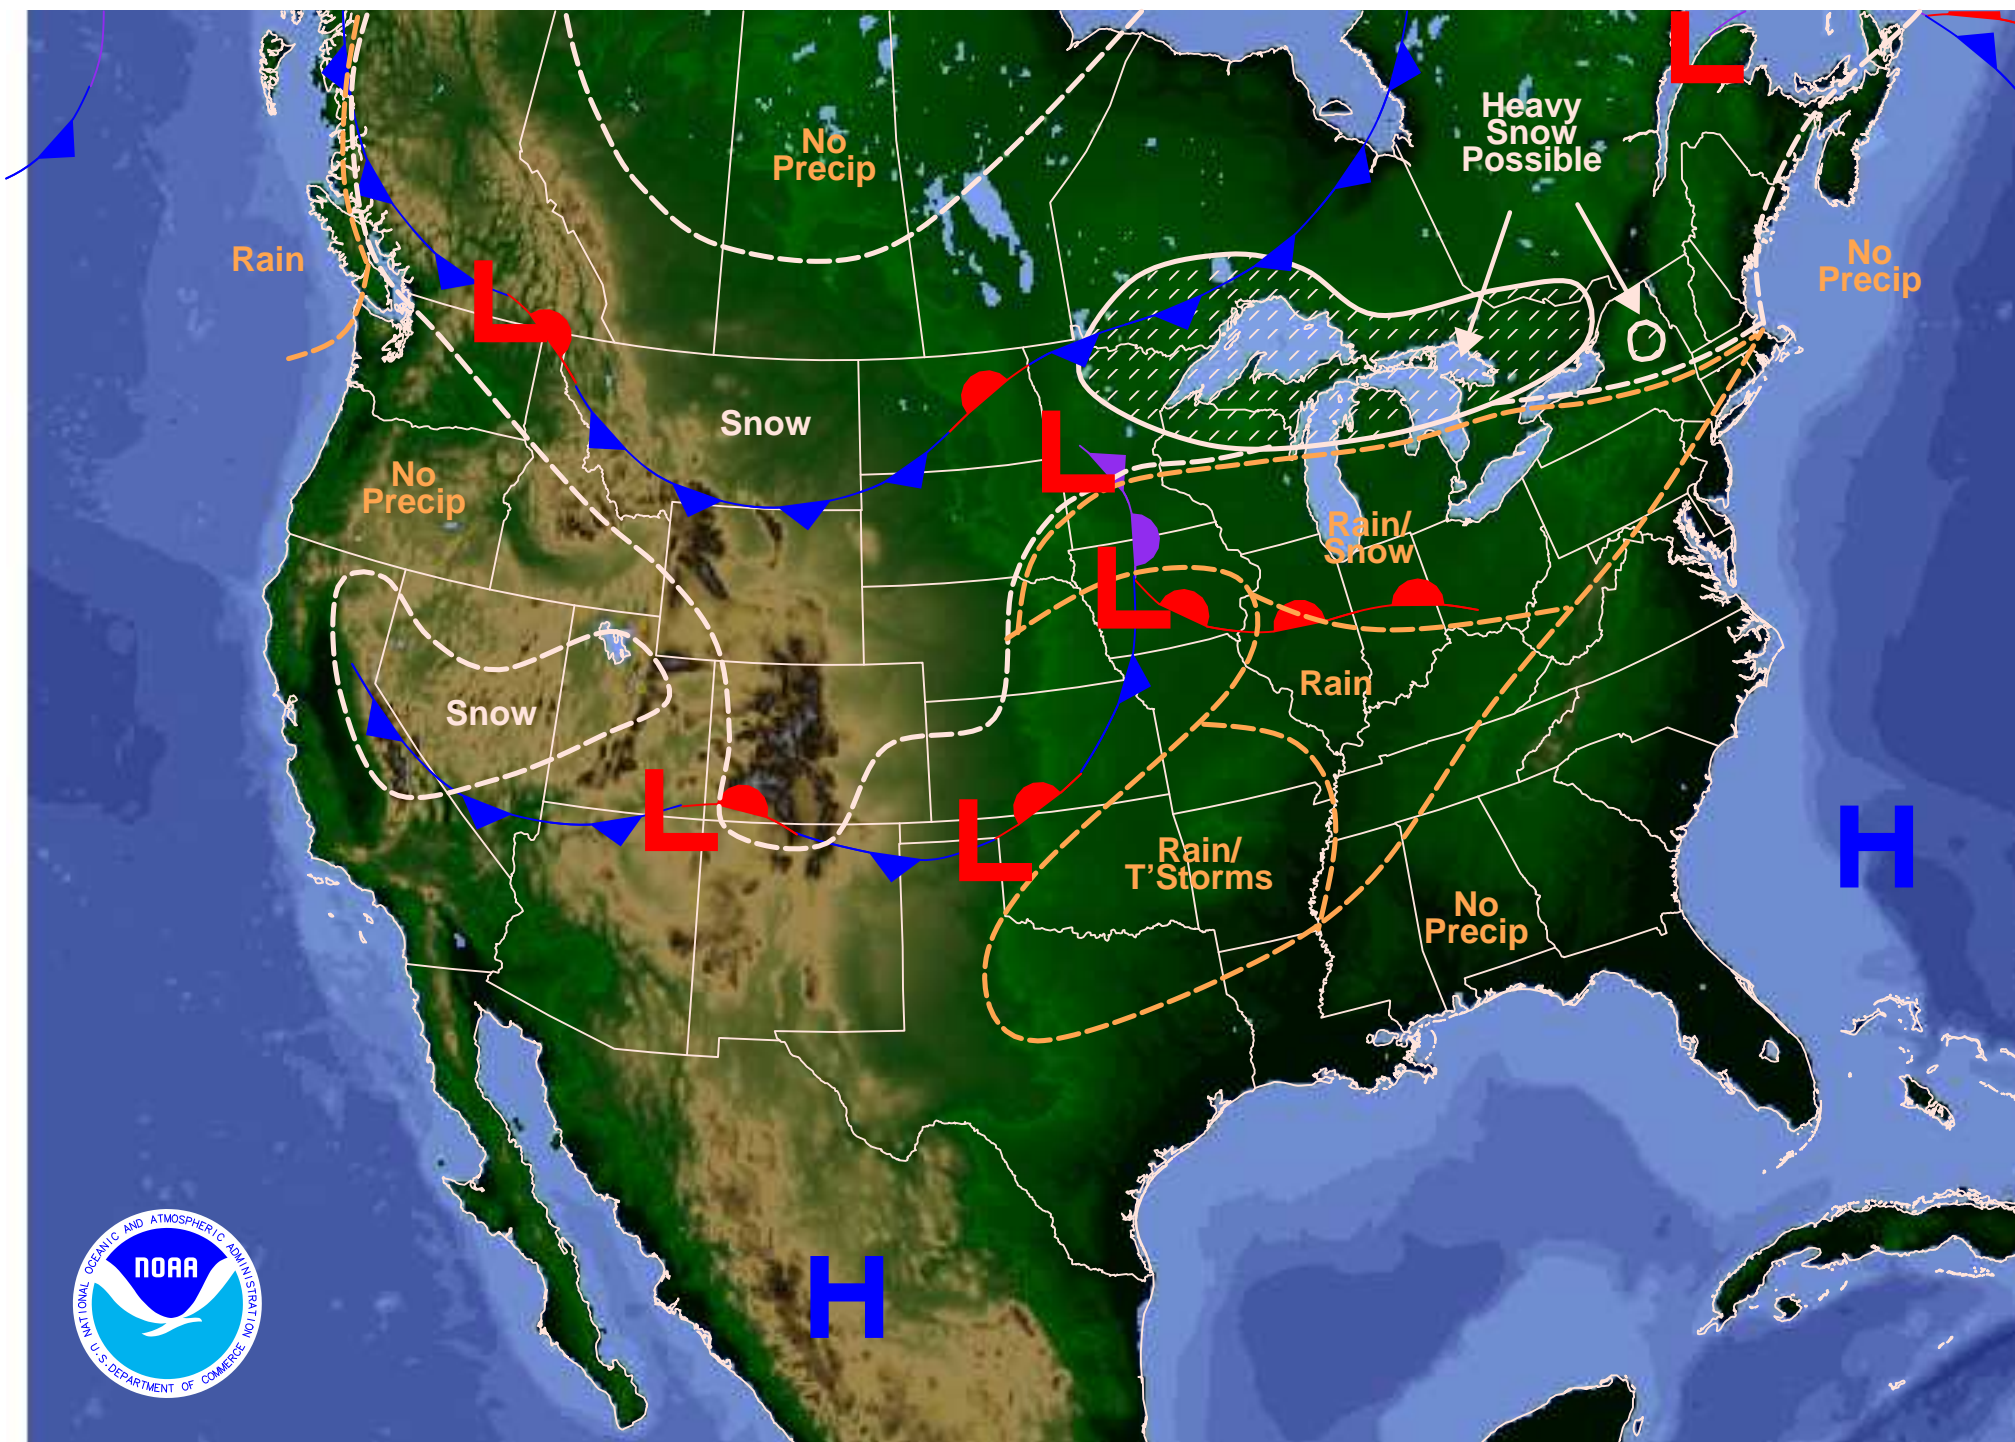 Heavy
Snow
Possible
No
Precip
L
Rain
No
Precip
L
Snow
L
No
Precip
Rain/
Snow
L
Snow
Rain
L
L
Rain/
T'Storms
H
No
Precip
H
NOAA
NATIONAL OCEANIC AND ATMOSPHERIC ADMINISTRATION
U.S. DEPARTMENT OF COMMERCE